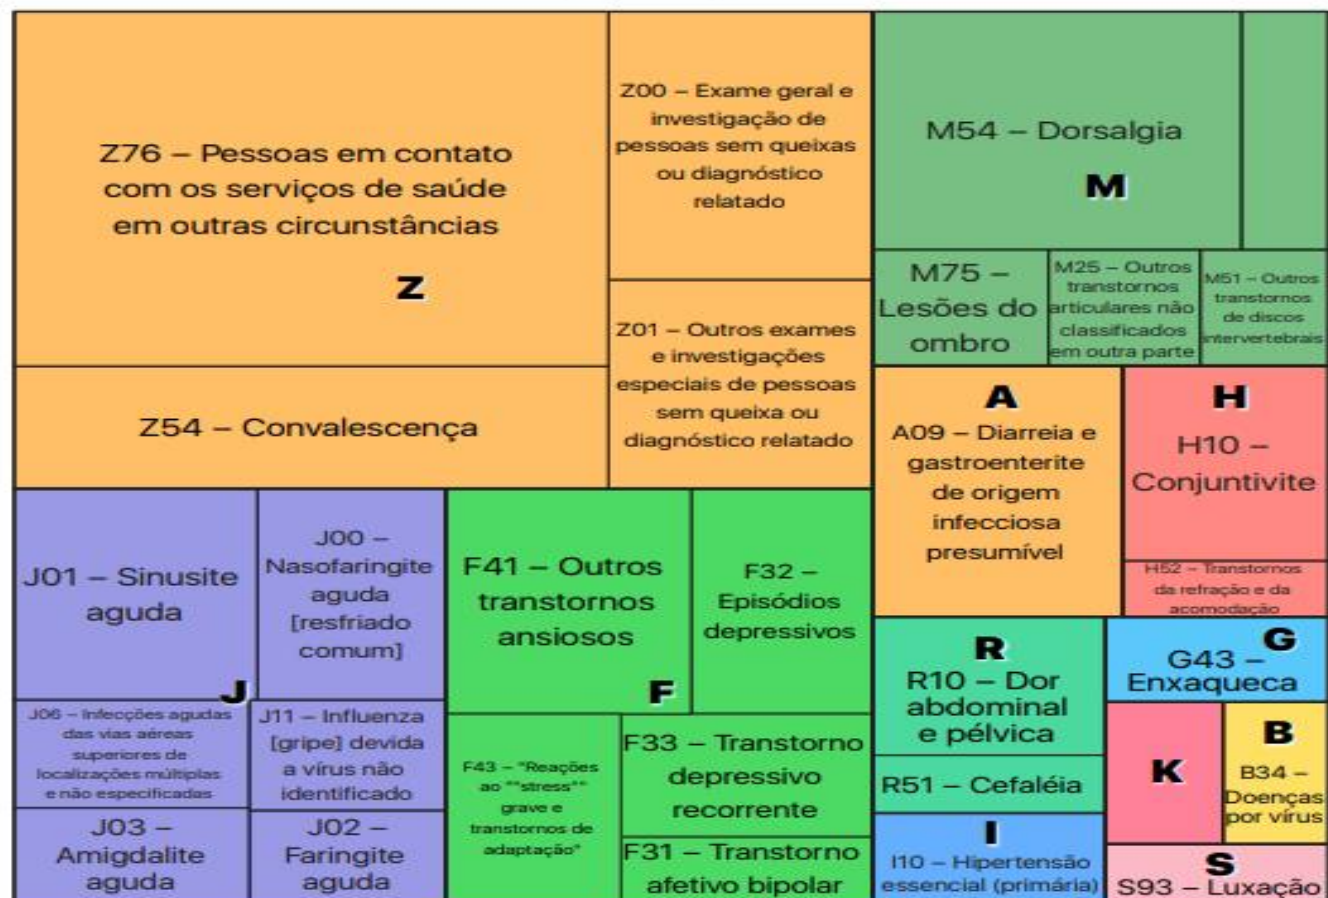 Z76 – Pessoas em contato
com os serviços de saúde
em outras circunstâncias
Z
Z54 – Convalescença
Z00 – Exame geral e
investigação de
pessoas sem queixas
ou diagnóstico
relatado
Z01 – Outros exames
e investigações
especiais de pessoas
sem queixa ou
diagnóstico relatado
M54 – Dorsalgia
M
M75 –
Lesões do
ombro
M25 – Outros
transtornos
articulares não
classificados
em outra parte
M51 – Outros
transtornos
de discos
intervertebrais
J01 – Sinusite
aguda
J00 –
Nasofaringite
aguda
[resfriado
comum]
J
J06 – Infecções agudas
das vias aéreas
superiores de
localizações múltiplas
e não especificadas
J11 – Influenza
[gripe] devida
a vírus não
identificado
J03 –
Amigdalite
aguda
J02 –
Faringite
aguda
F41 – Outros
transtornos
ansiosos
F32 –
Episódios
depressivos
F
F43 – "Reações
ao ""stress""
grave e
transtornos de
adaptação"
F33 – Transtorno
depressivo
recorrente
F31 – Transtorno
afetivo bipolar
A
A09 – Diarreia e
gastroenterite
de origem
infecciosa
presumível
H
H10 –
Conjuntivite
H52 – Transtornos
da refração e da
acomodação
R
R10 – Dor
abdominal
e pélvica
R51 – Cefaléia
G
G43 –
Enxaqueca
K
B
B34 –
Doenças
por vírus
I
I10 – Hipertensão
essencial (primária)
S
S93 – Luxação